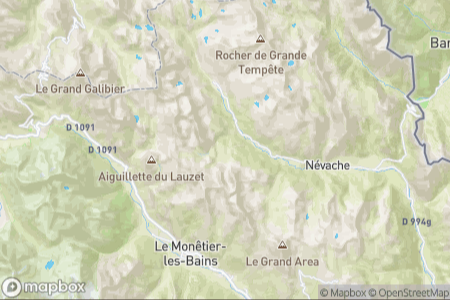 Rocher de Grande
Tempête
Bar
Le Grand Galibier
D 1091
D 1091
Névache
Aiguillette du Lauzet
D 994g
Le Monêtier-
les-Bains
Le Grand Area
mapbox
© Mapbox © OpenStreetMap